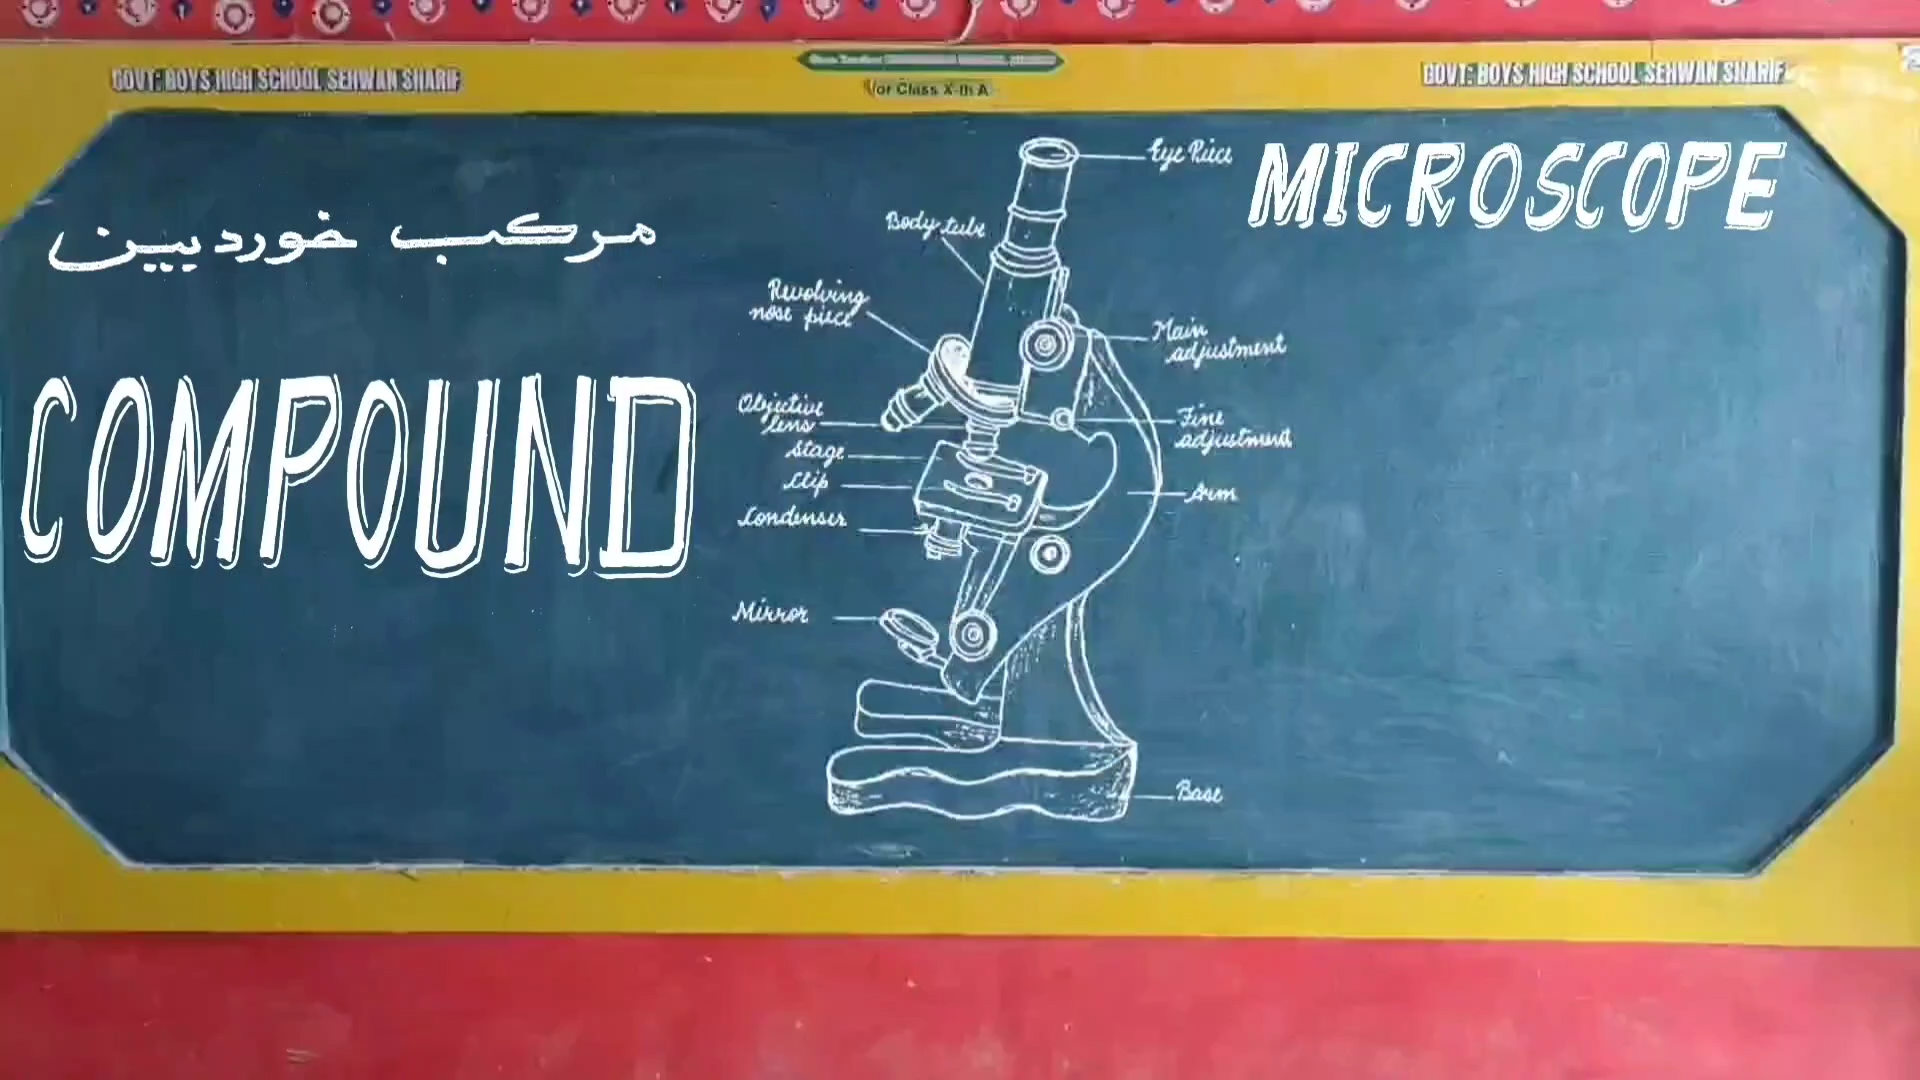 GOVT: BOYS HIGH SCHOOL SEHWAN SHARIF
for Class X-th A
GOVT: BOYS HIGH SCHOOL SEHWAN SHARIF
مرکب خوردبین
COMPOUND
MICROSCOPE
Eye Piece
Body tube
Revolving
nose piece
Main
adjustment
Objective
lens
Fine
adjustment
Stage
Clip
Arm
Condenser
Mirror
Base